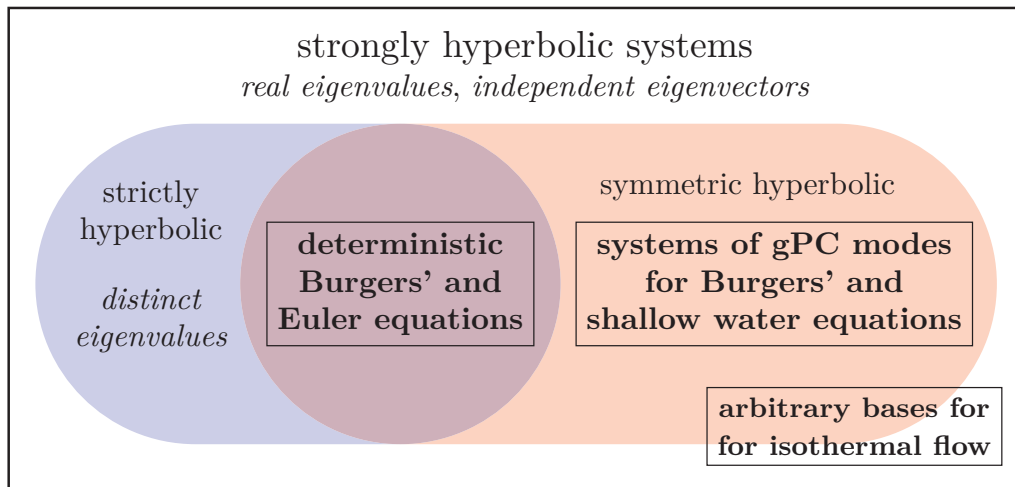 strongly hyperbolic systems
real eigenvalues, independent eigenvectors
strictly
hyperbolic
distinct
eigenvalues
deterministic
Burgers' and
Euler equations
symmetric hyperbolic
systems of gPC modes
for Burgers' and
shallow water equations
arbitrary bases for
for isothermal flow